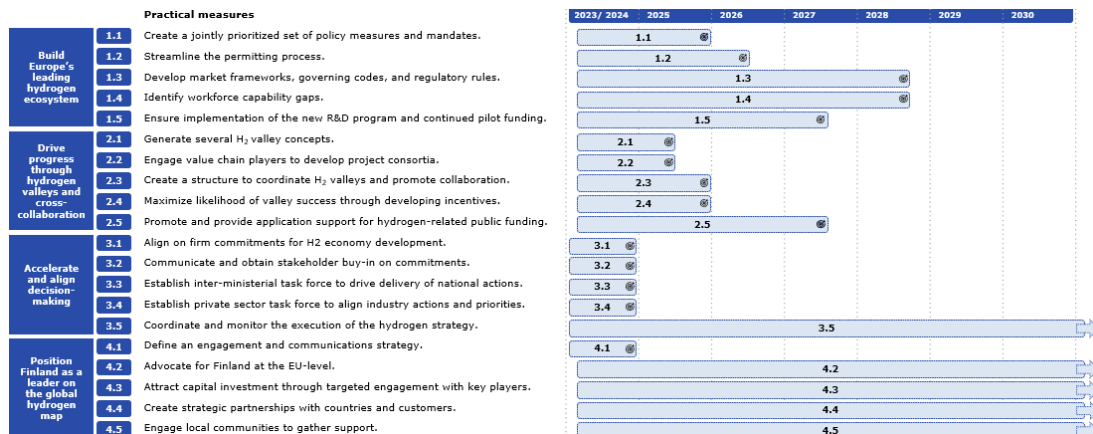 Practical measures
2023/ 2024 2025 2026 2027 2028 2029 2030
Build
Europe's
leading
hydrogen
ecosystem
1.1 Create a jointly prioritized set of policy measures and mandates. 1.1
1.2 Streamline the permitting process. 1.2
1.3 Develop market frameworks, governing codes, and regulatory rules. 1.3
1.4 Identify workforce capability gaps. 1.4
1.5 Ensure implementation of the new R&D program and continued pilot funding. 1.5
Drive
progress
through
hydrogen
valleys and
cross-
collaboration
2.1 Generate several H₂ valley concepts. 2.1
2.2 Engage value chain players to develop project consortia. 2.2
2.3 Create a structure to coordinate H₂ valleys and promote collaboration. 2.3
2.4 Maximize likelihood of valley success through developing incentives. 2.4
2.5 Promote and provide application support for hydrogen-related public funding. 2.5
Accelerate
and align
decision-
making
3.1 Align on firm commitments for H2 economy development. 3.1
3.2 Communicate and obtain stakeholder buy-in on commitments. 3.2
3.3 Establish inter-ministerial task force to drive delivery of national actions. 3.3
3.4 Establish private sector task force to align industry actions and priorities. 3.4
3.5 Coordinate and monitor the execution of the hydrogen strategy. 3.5
Position
Finland as a
leader on
the global
hydrogen
map
4.1 Define an engagement and communications strategy. 4.1
4.2 Advocate for Finland at the EU-level. 4.2
4.3 Attract capital investment through targeted engagement with key players. 4.3
4.4 Create strategic partnerships with countries and customers. 4.4
4.5 Engage local communities to gather support. 4.5